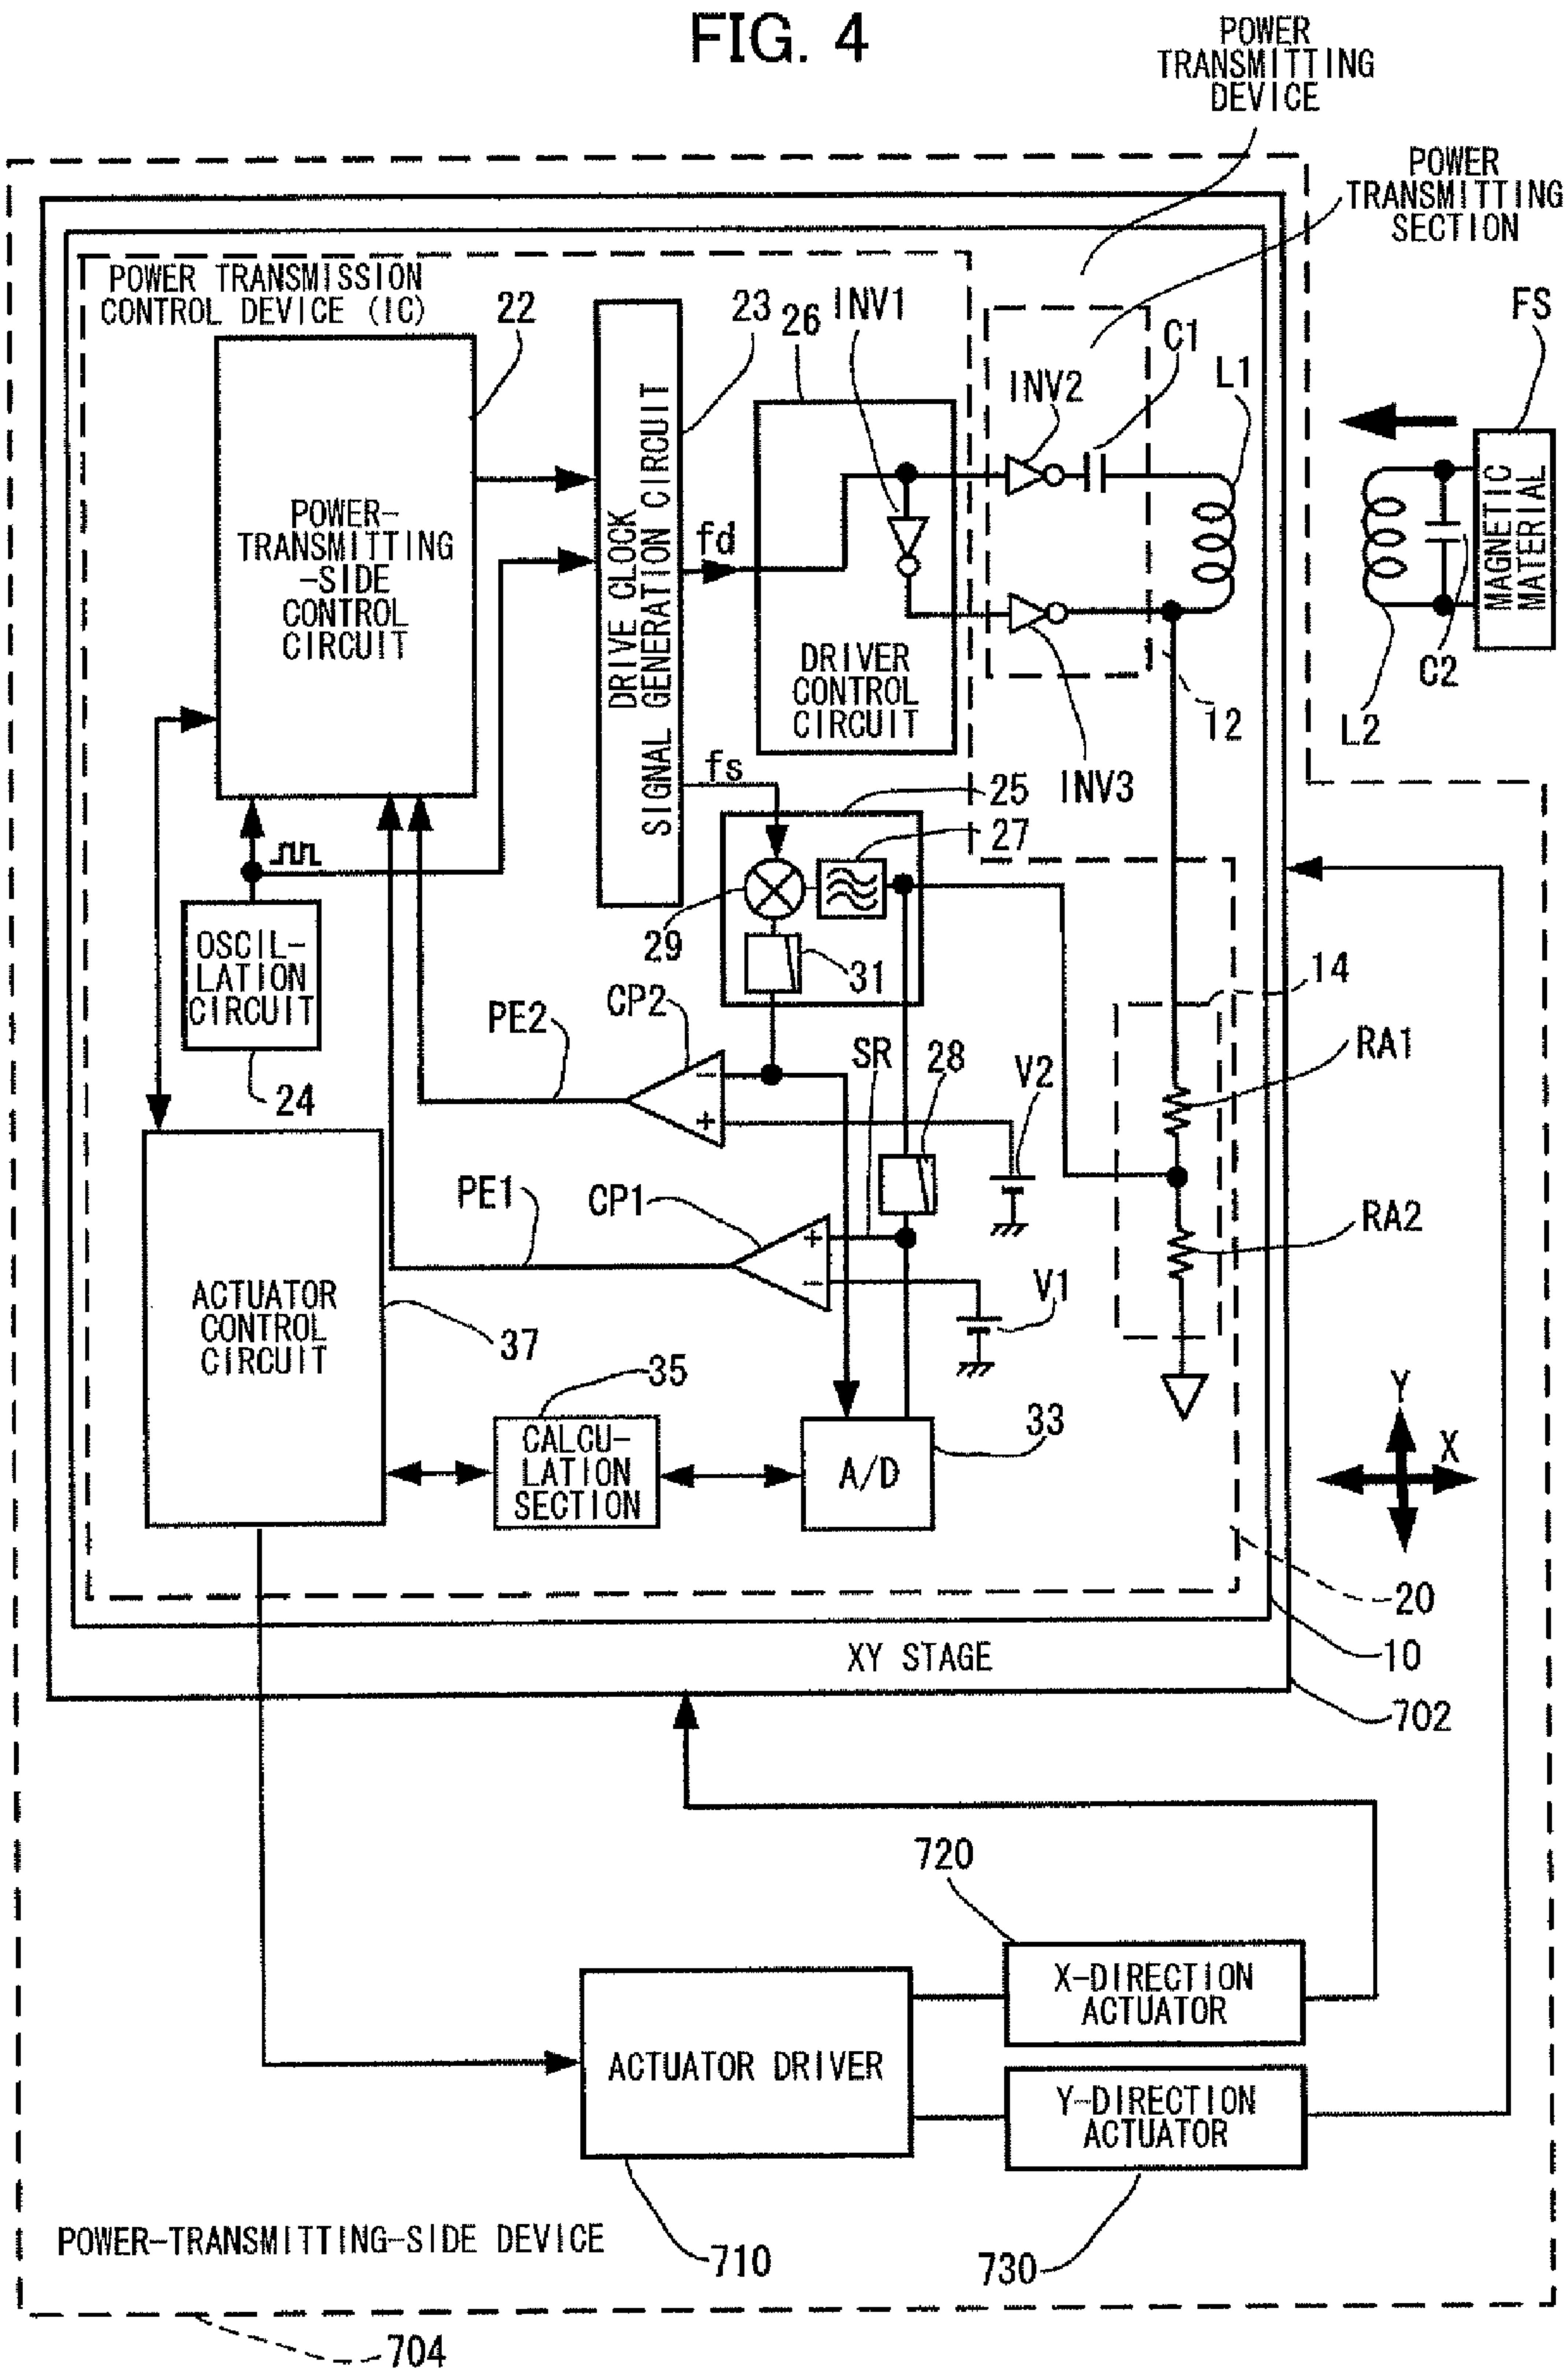 FIG. 4
POWER
TRANSMITTING
DEVICE
POWER
TRANSMITTING
SECTION
POWER TRANSMISSION
CONTROL DEVICE (IC)
22
23
26
INV1
INV2
C1
L1
FS
POWER-
TRANSMITTING
-SIDE
CONTROL
CIRCUIT
DRIVE CLOCK
SIGNAL GENERATION CIRCUIT
fd
fs
DRIVER
CONTROL
CIRCUIT
INV3
12
MAGNETIC
MATERIAL
C2
L2
25
27
29
31
OSCIL-
LATION
CIRCUIT
24
PE2
CP2
SR
28
V2
14
RA1
RA2
PE1
CP1
V1
ACTUATOR
CONTROL
CIRCUIT
37
35
CALCU-
LATION
SECTION
A/D
33
Y
X
20
10
702
XY STAGE
720
X-DIRECTION
ACTUATOR
ACTUATOR DRIVER
Y-DIRECTION
ACTUATOR
710
730
POWER-TRANSMITTING-SIDE DEVICE
704
+
-
+
-